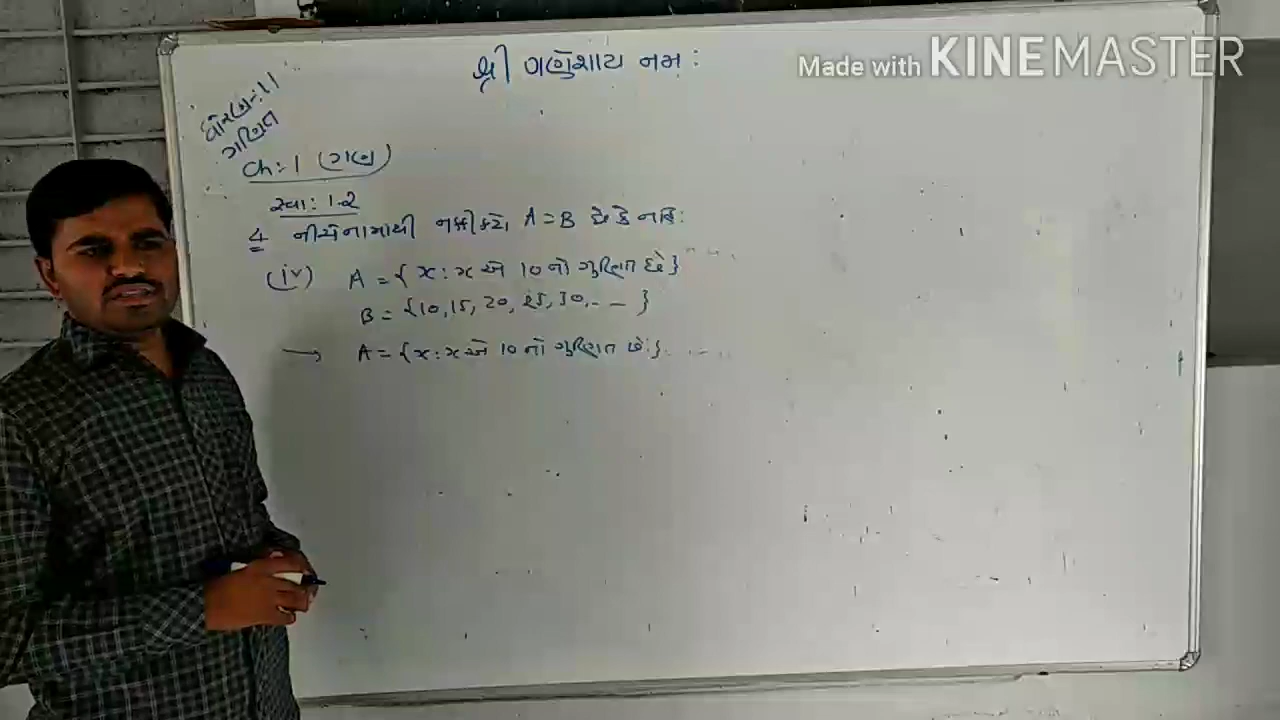 શ્રી ગણેશાય નમ:
Made with KINEMASTER
ધોરણ:-11
ગણિત
Ch:-1 (ગણ)
સ્વા: 1.2
4 નીચેનામાથી નક્કી કરો, A = B છે કે નહિ:
(iv) A = { x : x એ 10 નો ગુણિત છે }
B = {10, 15, 20, 25, 30, - - }
→ A = { x : x એ 10 નો ગુણિત છે }